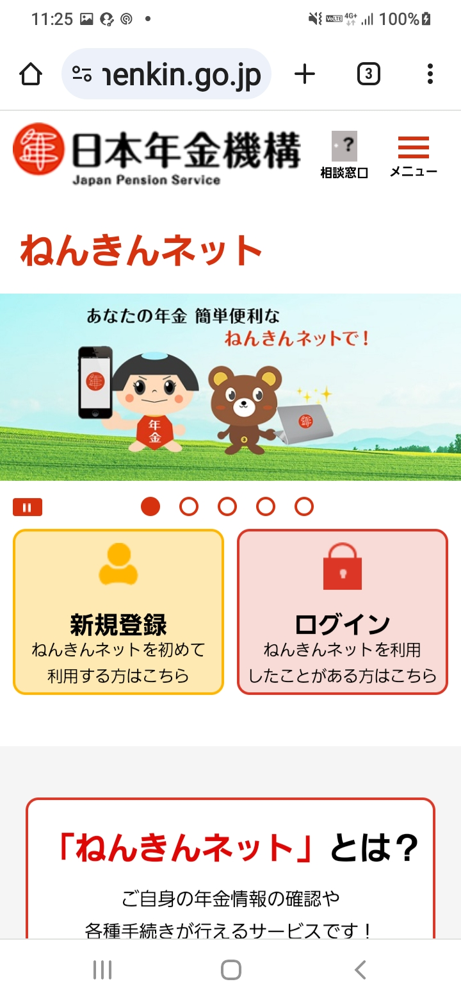 11:25
VoLTE 4G+ 100%
nenkin.go.jp
3
年 日本年金機構
Japan Pension Service
?
相談窓口
メニュー
ねんきんネット
あなたの年金 簡単便利な
ねんきんネットで!
年
年金
年
新規登録
ねんきんネットを初めて
利用する方はこちら
ログイン
ねんきんネットを利用
したことがある方はこちら
「ねんきんネット」とは?
ご自身の年金情報の確認や
各種手続きが行えるサービスです!